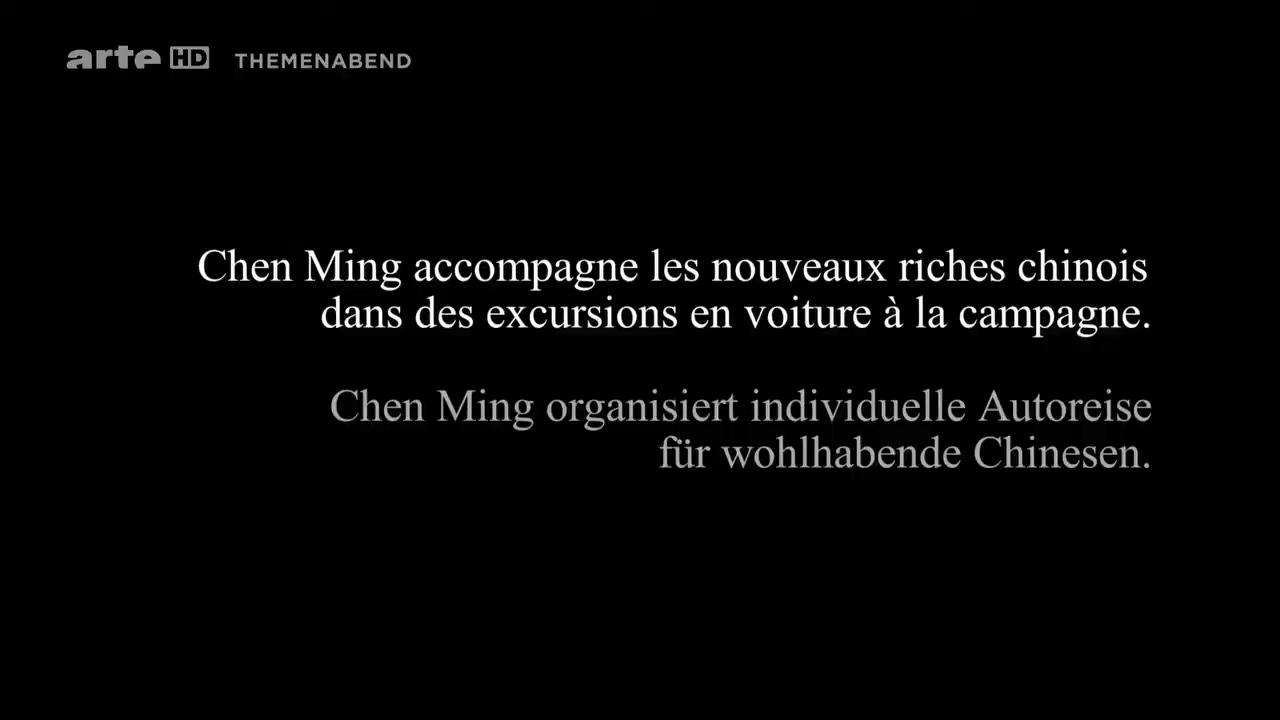 arte HD THEMENABEND
Chen Ming accompagne les nouveaux riches chinois
dans des excursions en voiture à la campagne.
Chen Ming organisiert individuelle Autoreise
für wohlhabende Chinesen.